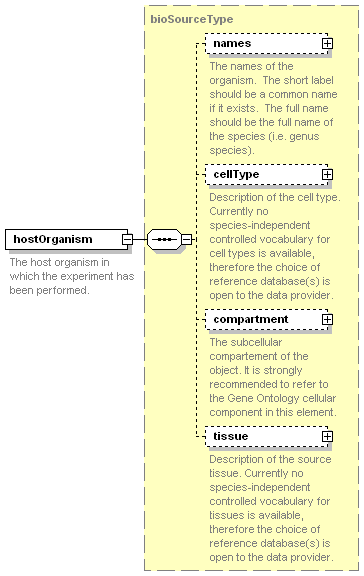 bioSourceType
names
The names of the
organism.  The short label
should be a common name
if it exists.  The full name
should be the full name of
the species (i.e. genus
species).
cellType
Description of the cell type.
Currently no
species-independent
controlled vocabulary for
cell types is available,
therefore the choice of
reference database(s) is
open to the data provider.
hostOrganism
The host organism in
which the experiment has
been performed.
compartment
The subcellular
compartement of the
object. It is strongly
recommended to refer to
the Gene Ontology cellular
component in this element.
tissue
Description of the source
tissue. Currently no
species-independent
controlled vocabulary for
tissues is available,
therefore the choice of
reference database(s) is
open to the data provider.